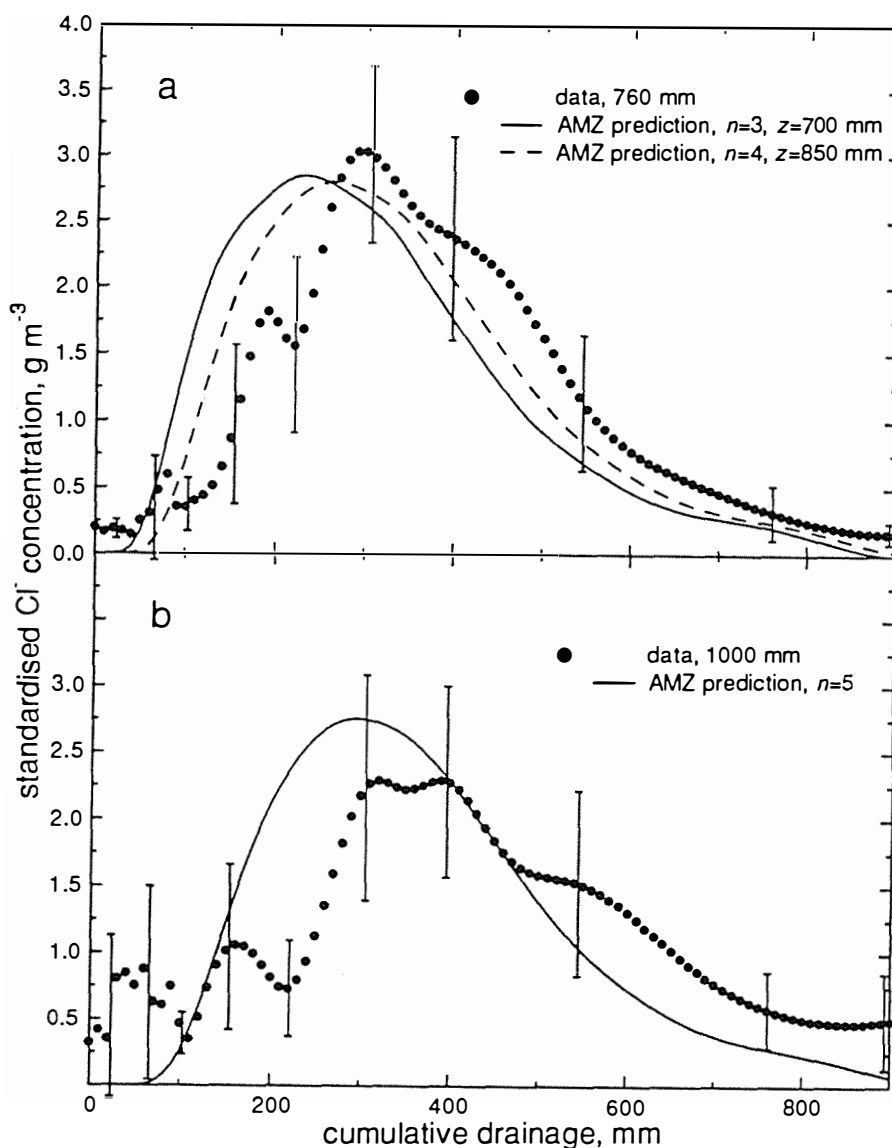 4.0
3.5
3.0
2.5
2.0
1.5
1.0
0.5
0.0
a
data, 760 mm
AMZ prediction, n=3, z=700 mm
AMZ prediction, n=4, z=850 mm
standardised Cl⁻ concentration, g m⁻³
3.0
2.5
2.0
1.5
1.0
0.5
b
data, 1000 mm
AMZ prediction, n=5
0 200 400 600 800
cumulative drainage, mm